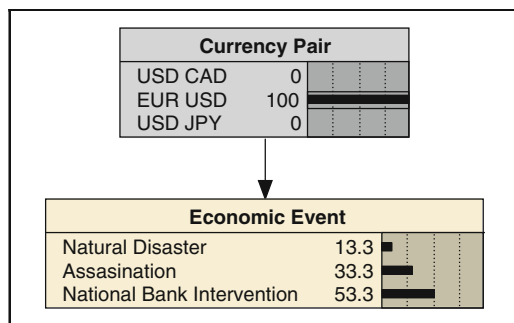 Currency Pair
USD CAD 0
EUR USD 100
USD JPY 0
Economic Event
Natural Disaster 13.3
Assasination 33.3
National Bank Intervention 53.3